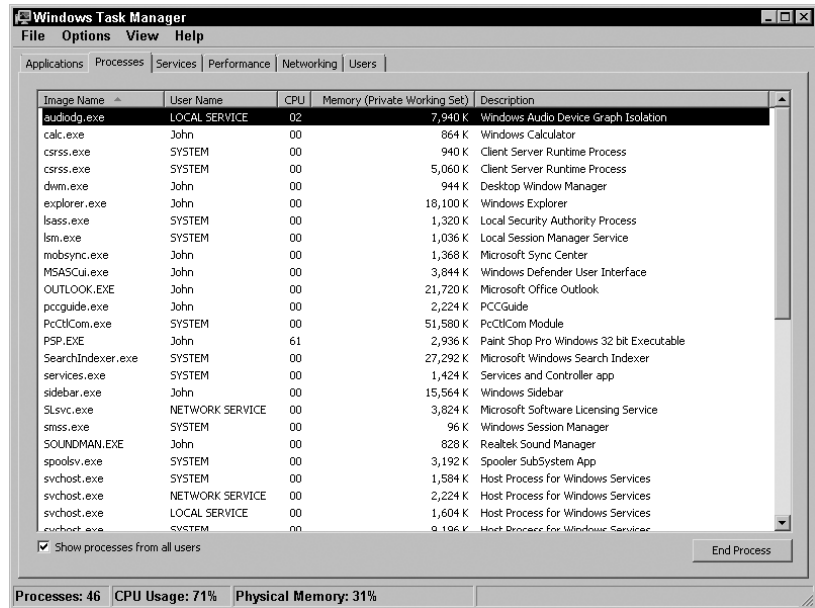 Windows Task Manager
File Options View Help
Applications Processes Services Performance Networking Users
Image Name User Name CPU Memory (Private Working Set) Description
audiodg.exe LOCAL SERVICE 02 7,940 K Windows Audio Device Graph Isolation
calc.exe John 00 864 K Windows Calculator
csrss.exe SYSTEM 00 940 K Client Server Runtime Process
csrss.exe SYSTEM 00 5,060 K Client Server Runtime Process
dwm.exe John 00 944 K Desktop Window Manager
explorer.exe John 00 18,100 K Windows Explorer
lsass.exe SYSTEM 00 1,320 K Local Security Authority Process
lsm.exe SYSTEM 00 1,036 K Local Session Manager Service
mobsync.exe John 00 1,368 K Microsoft Sync Center
MSASCui.exe John 00 3,844 K Windows Defender User Interface
OUTLOOK.EXE John 00 21,720 K Microsoft Office Outlook
pccguide.exe John 00 2,224 K PCCGuide
PcCtlCom.exe SYSTEM 00 51,580 K PcCtlCom Module
PSP.EXE John 61 2,936 K Paint Shop Pro Windows 32 bit Executable
SearchIndexer.exe SYSTEM 00 27,292 K Microsoft Windows Search Indexer
services.exe SYSTEM 00 1,424 K Services and Controller app
sidebar.exe John 00 15,564 K Windows Sidebar
SLsvc.exe NETWORK SERVICE 00 3,824 K Microsoft Software Licensing Service
smss.exe SYSTEM 00 96 K Windows Session Manager
SOUNDMAN.EXE John 00 828 K Realtek Sound Manager
spoolsv.exe SYSTEM 00 3,192 K Spooler SubSystem App
svchost.exe SYSTEM 00 1,584 K Host Process for Windows Services
svchost.exe NETWORK SERVICE 00 2,224 K Host Process for Windows Services
svchost.exe LOCAL SERVICE 00 1,604 K Host Process for Windows Services
svchost.exe SYSTEM 00 9,196 K Host Process for Windows Services
Show processes from all users
End Process
Processes: 46 CPU Usage: 71% Physical Memory: 31%